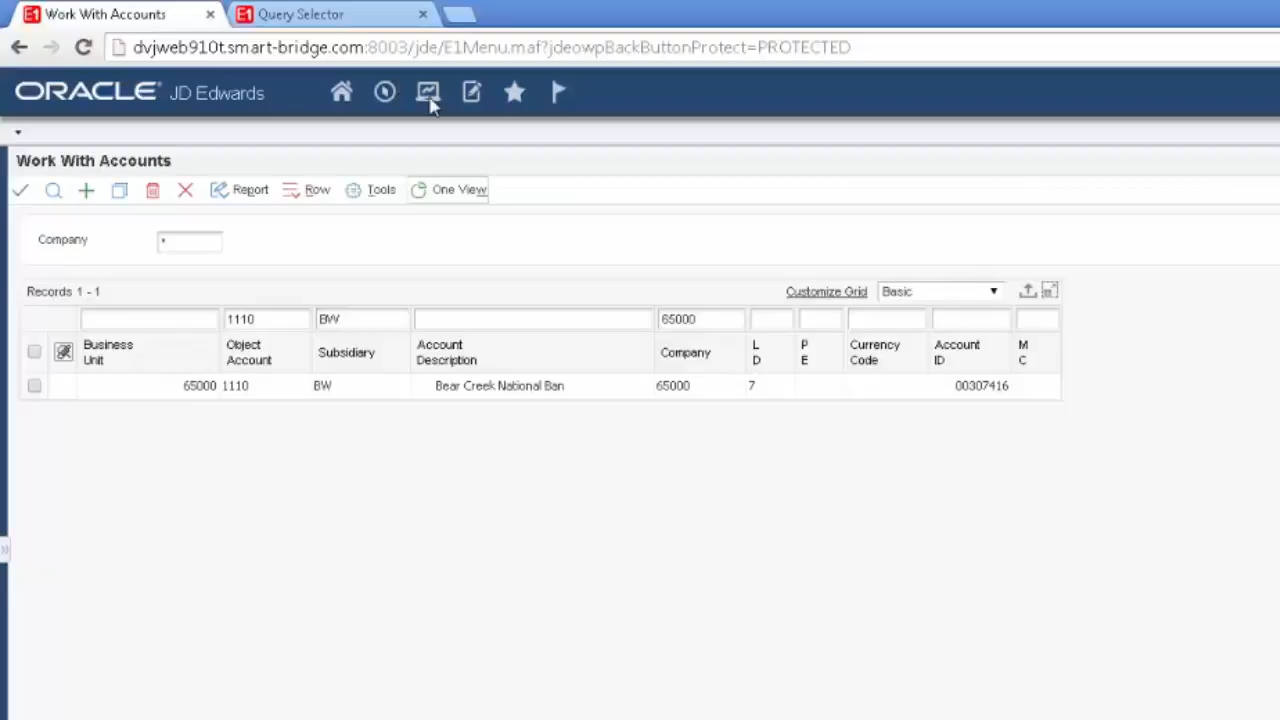 Work With Accounts
Query Selector
dvjweb910t.smart-bridge.com:8003/jde/E1Menu.maf?jdeowpBackButtonProtect=PROTECTED
ORACLE JD Edwards
Work With Accounts
Report Row Tools One View
Company *
Records 1 - 1 Customize Grid Basic
1110 BW 65000
Business Unit Object Account Subsidiary Account Description Company L D P E Currency Code Account ID M C
65000 1110 BW Bear Creek National Ban 65000 7 00307416